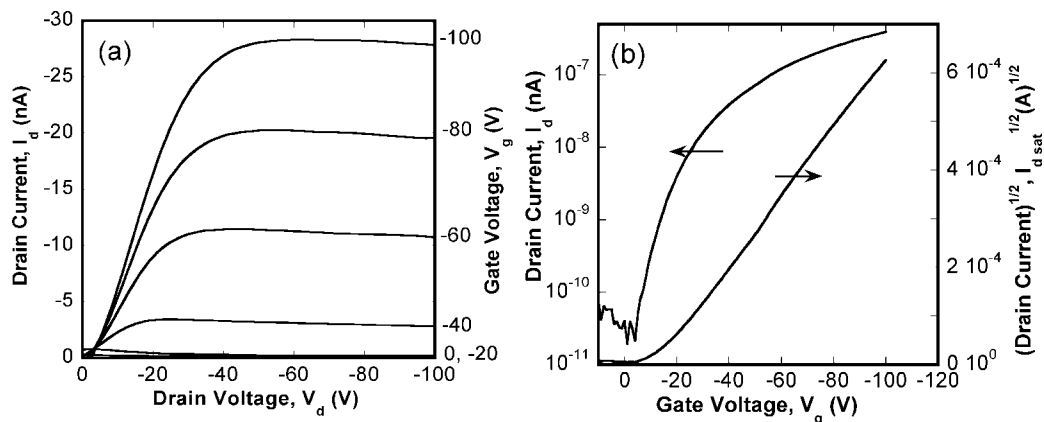 (a)
-30
-25
-20
-15
-10
-5
0
Drain Current, I_d (nA)
0 -20 -40 -60 -80 -100
Drain Voltage, V_d (V)
-100
-80
-60
-40
0, -20
Gate Voltage, V_g (V)
(b)
10^-7
10^-8
10^-9
10^-10
10^-11
Drain Current, I_d (nA)
0 -20 -40 -60 -80 -100 -120
Gate Voltage, V_g (V)
6 10^-4
4 10^-4
2 10^-4
0 10^0
(Drain Current)^1/2, I_d sat ^1/2 (A)^1/2